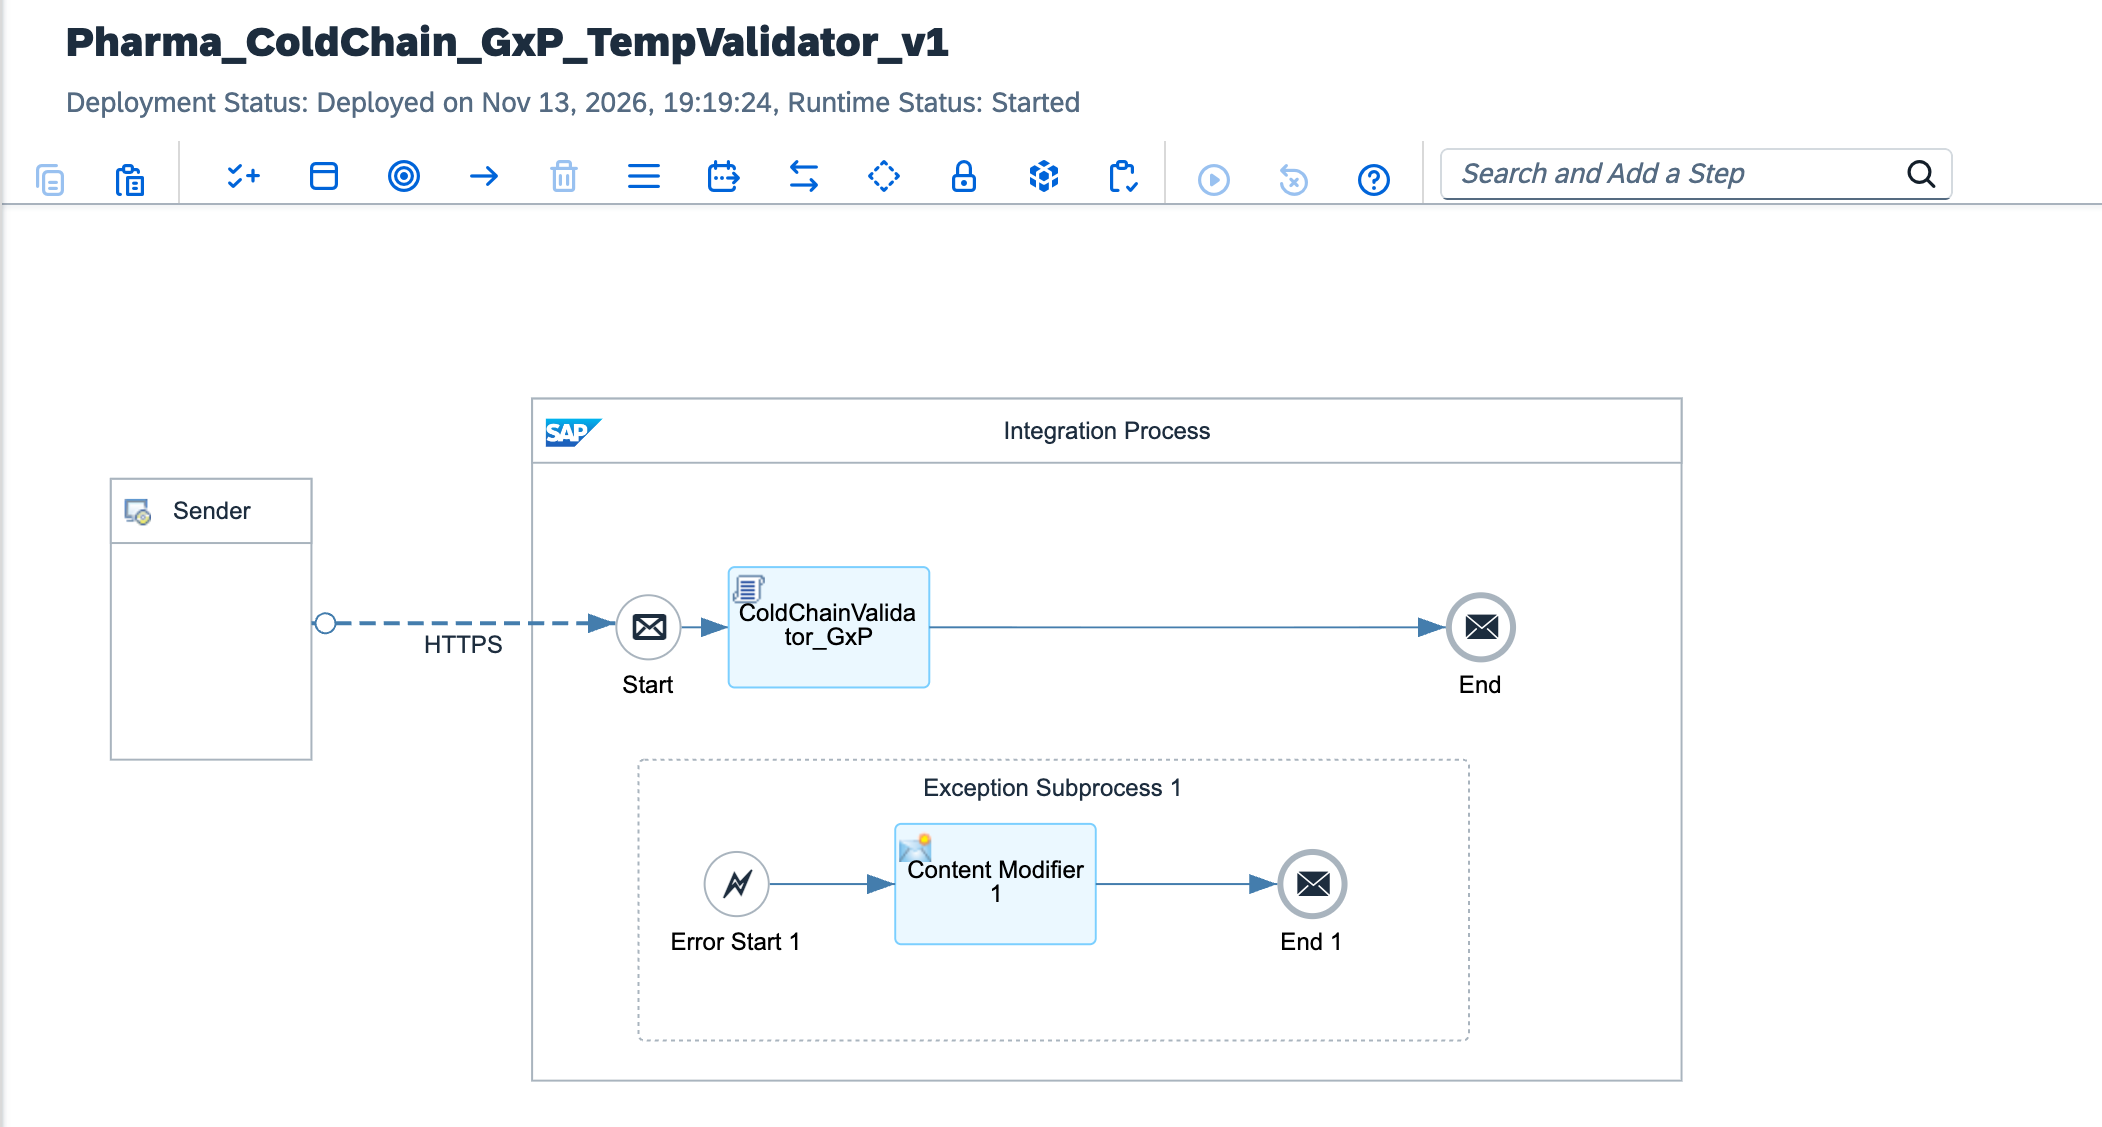 Pharma_ColdChain_GxP_TempValidator_v1
Deployment Status: Deployed on Nov 13, 2026, 19:19:24, Runtime Status: Started
Search and Add a Step
SAP
Integration Process
Sender
HTTPS
Start
ColdChainValida
tor_GxP
End
Exception Subprocess 1
Error Start 1
Content Modifier
1
End 1